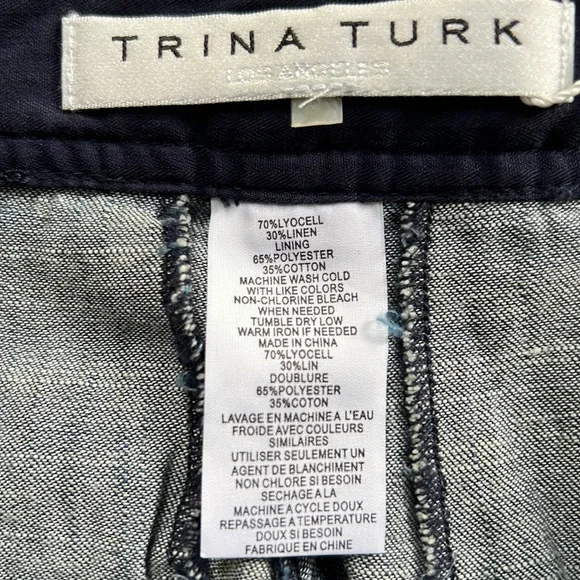 TRINA TURK
LOS ANGELES
70%LYOCELL
30%LINEN
LINING
65%POLYESTER
35%COTTON
MACHINE WASH COLD
WITH LIKE COLORS
NON-CHLORINE BLEACH
WHEN NEEDED
TUMBLE DRY LOW
WARM IRON IF NEEDED
MADE IN CHINA
70%LYOCELL
30%LIN
DOUBLURE
65%POLYESTER
35%COTON
LAVAGE EN MACHINE A L'EAU
FROIDE AVEC COULEURS
SIMILAIRES
UTILISER SEULEMENT UN
AGENT DE BLANCHIMENT
NON CHLORE SI BESOIN
SECHAGE A LA
MACHINE A CYCLE DOUX
REPASSAGE A TEMPERATURE
DOUX SI BESOIN
FABRIQUE EN CHINE